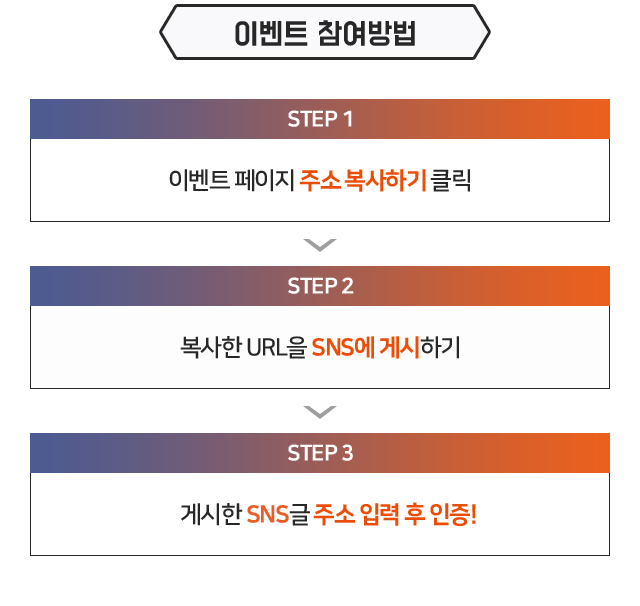 이벤트 참여방법
STEP 1
이벤트 페이지 주소 복사하기 클릭
STEP 2
복사한 URL을 SNS에 게시하기
STEP 3
게시한 SNS글 주소 입력 후 인증!